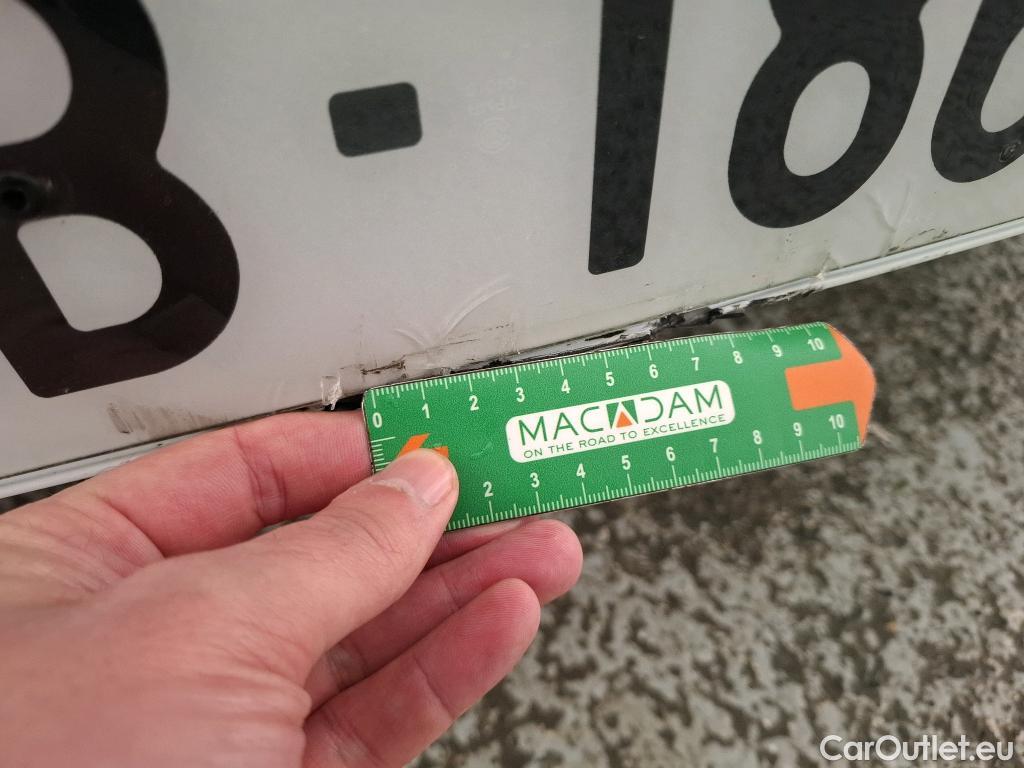 B-18
0 1 2 3 4 5 6 7 8 9 10
MACADAM
ON THE ROAD TO EXCELLENCE
2 3 4 5 6 7 8 9 10
CarOutlet.eu